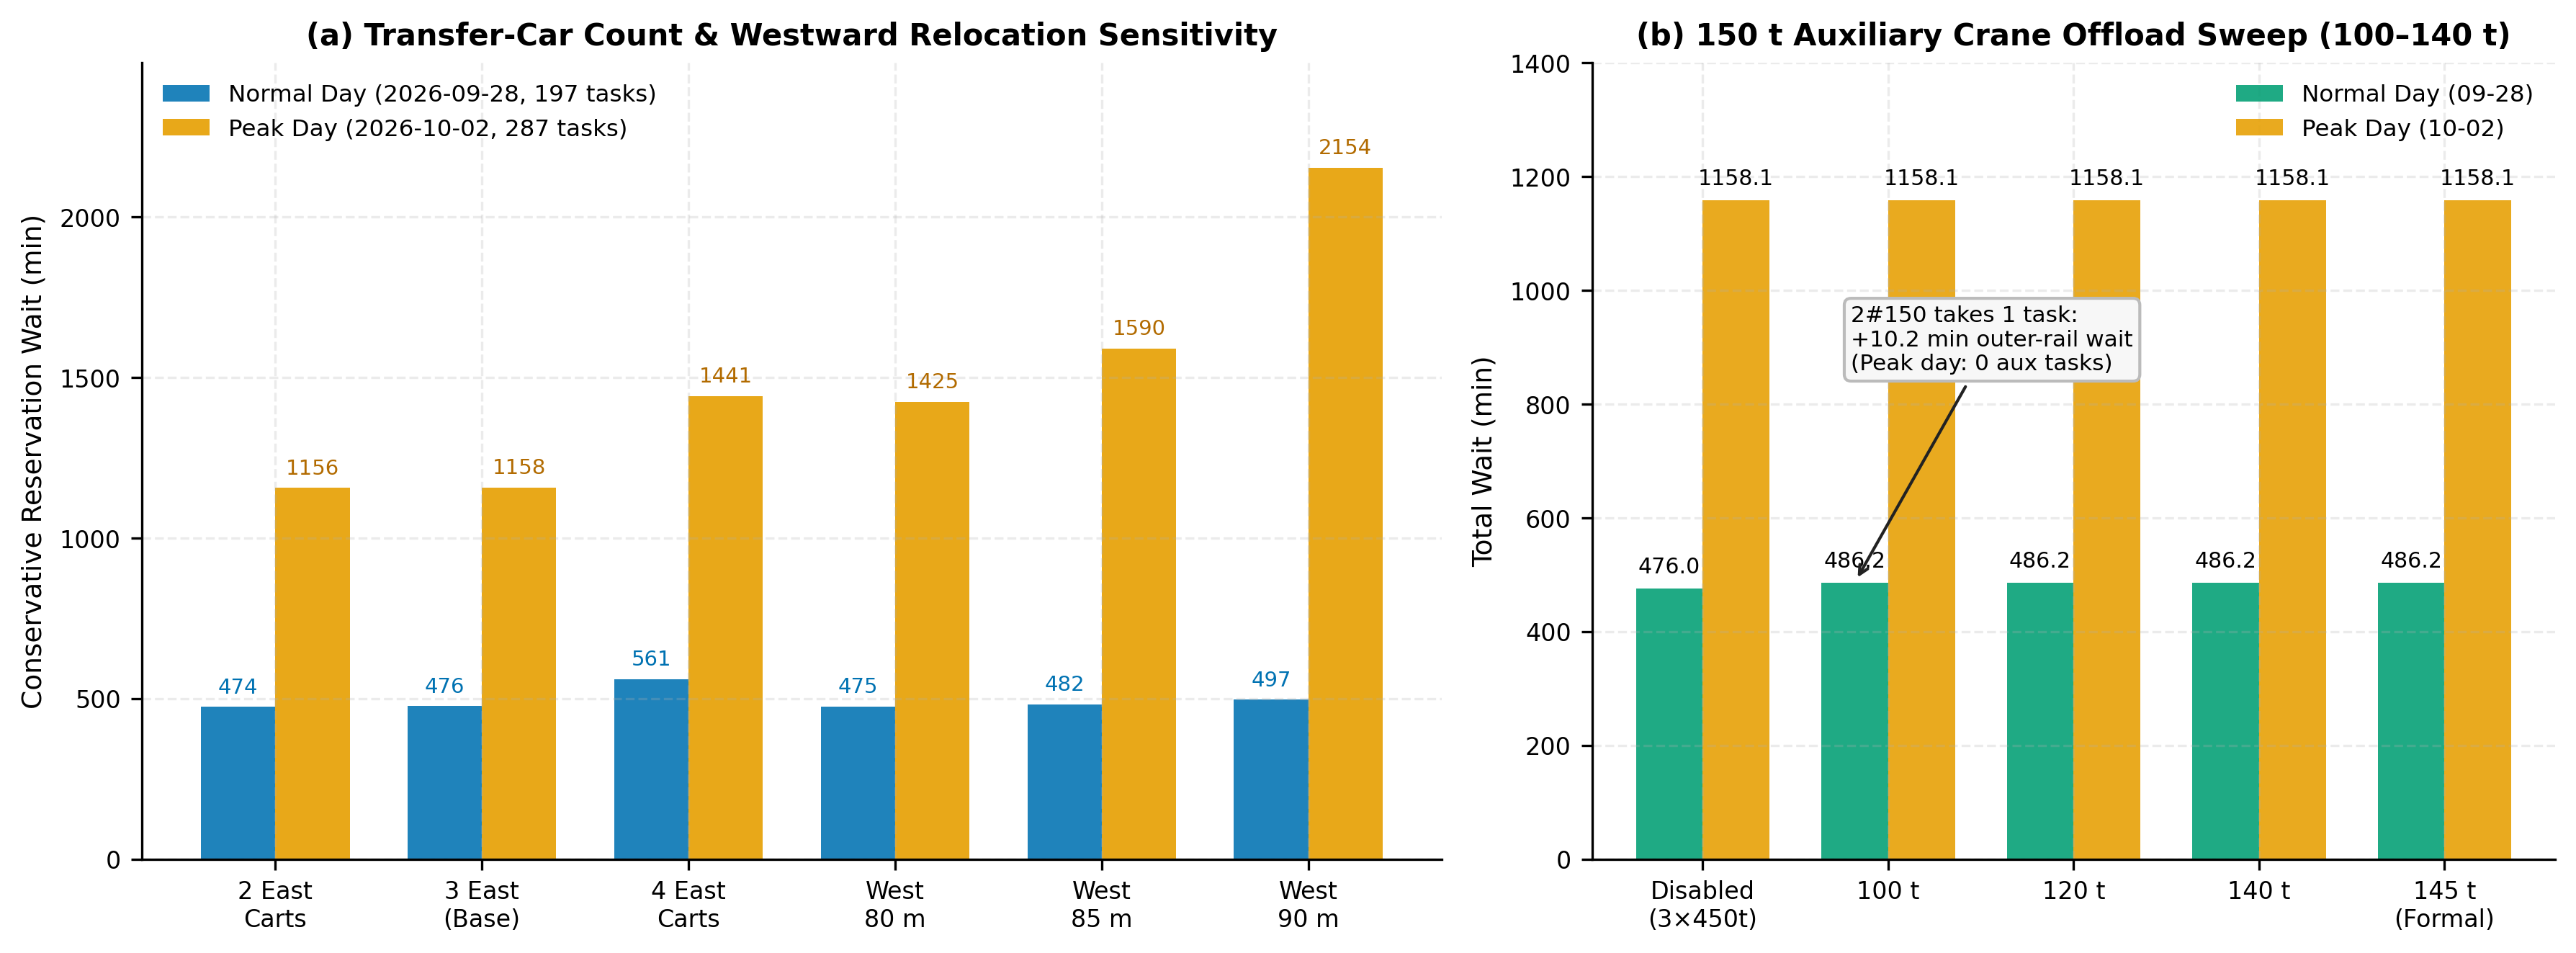 (a) Transfer-Car Count & Westward Relocation Sensitivity
Conservative Reservation Wait (min)
2000
1500
1000
500
0
Normal Day (2026-09-28, 197 tasks)
Peak Day (2026-10-02, 287 tasks)
474
1156
476
1158
561
1441
475
1425
482
1590
497
2154
2 East
Carts
3 East
(Base)
4 East
Carts
West
80 m
West
85 m
West
90 m
(b) 150 t Auxiliary Crane Offload Sweep (100–140 t)
Total Wait (min)
1400
1200
1000
800
600
400
200
0
Normal Day (09-28)
Peak Day (10-02)
1158.1
1158.1
1158.1
1158.1
1158.1
2#150 takes 1 task:
+10.2 min outer-rail wait
(Peak day: 0 aux tasks)
476.0
486.2
486.2
486.2
486.2
Disabled
(3×450t)
100 t
120 t
140 t
145 t
(Formal)